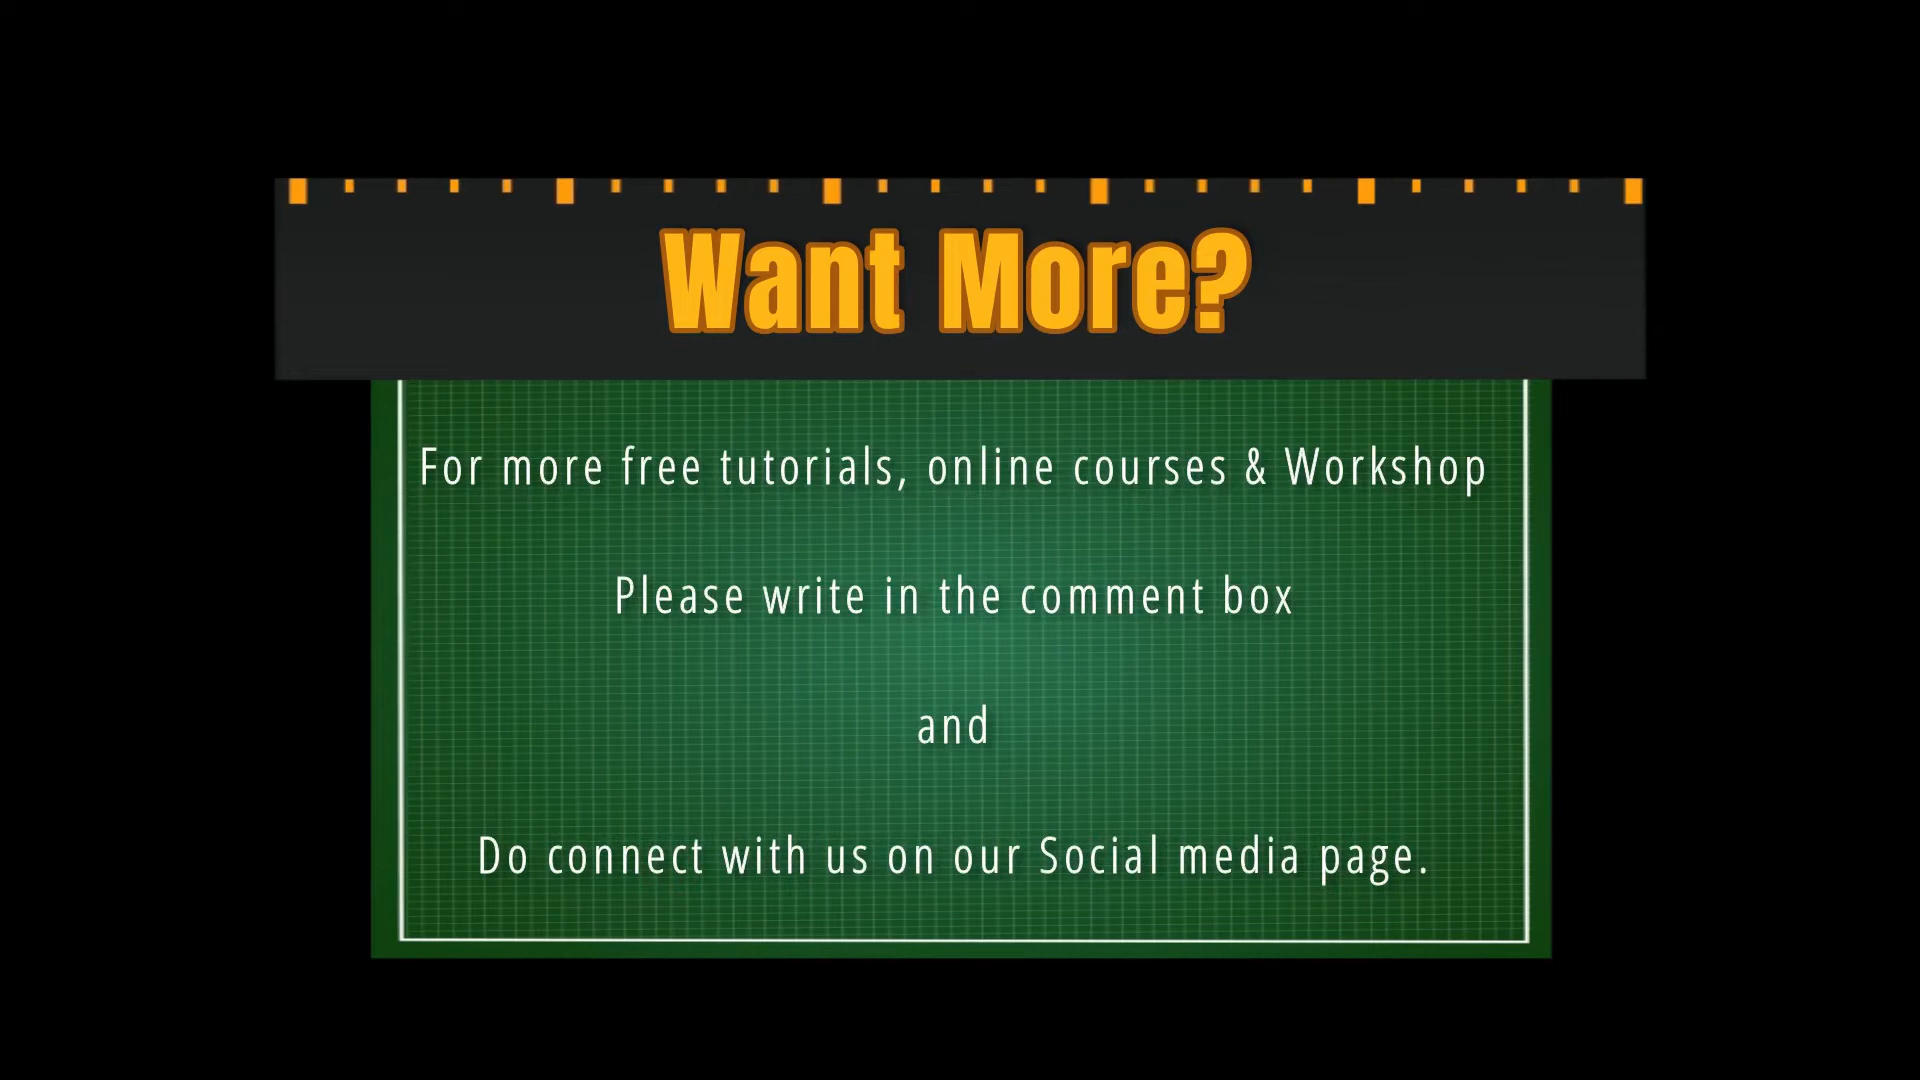 Want More?
For more free tutorials, online courses & Workshop
Please write in the comment box
and
Do connect with us on our Social media page.